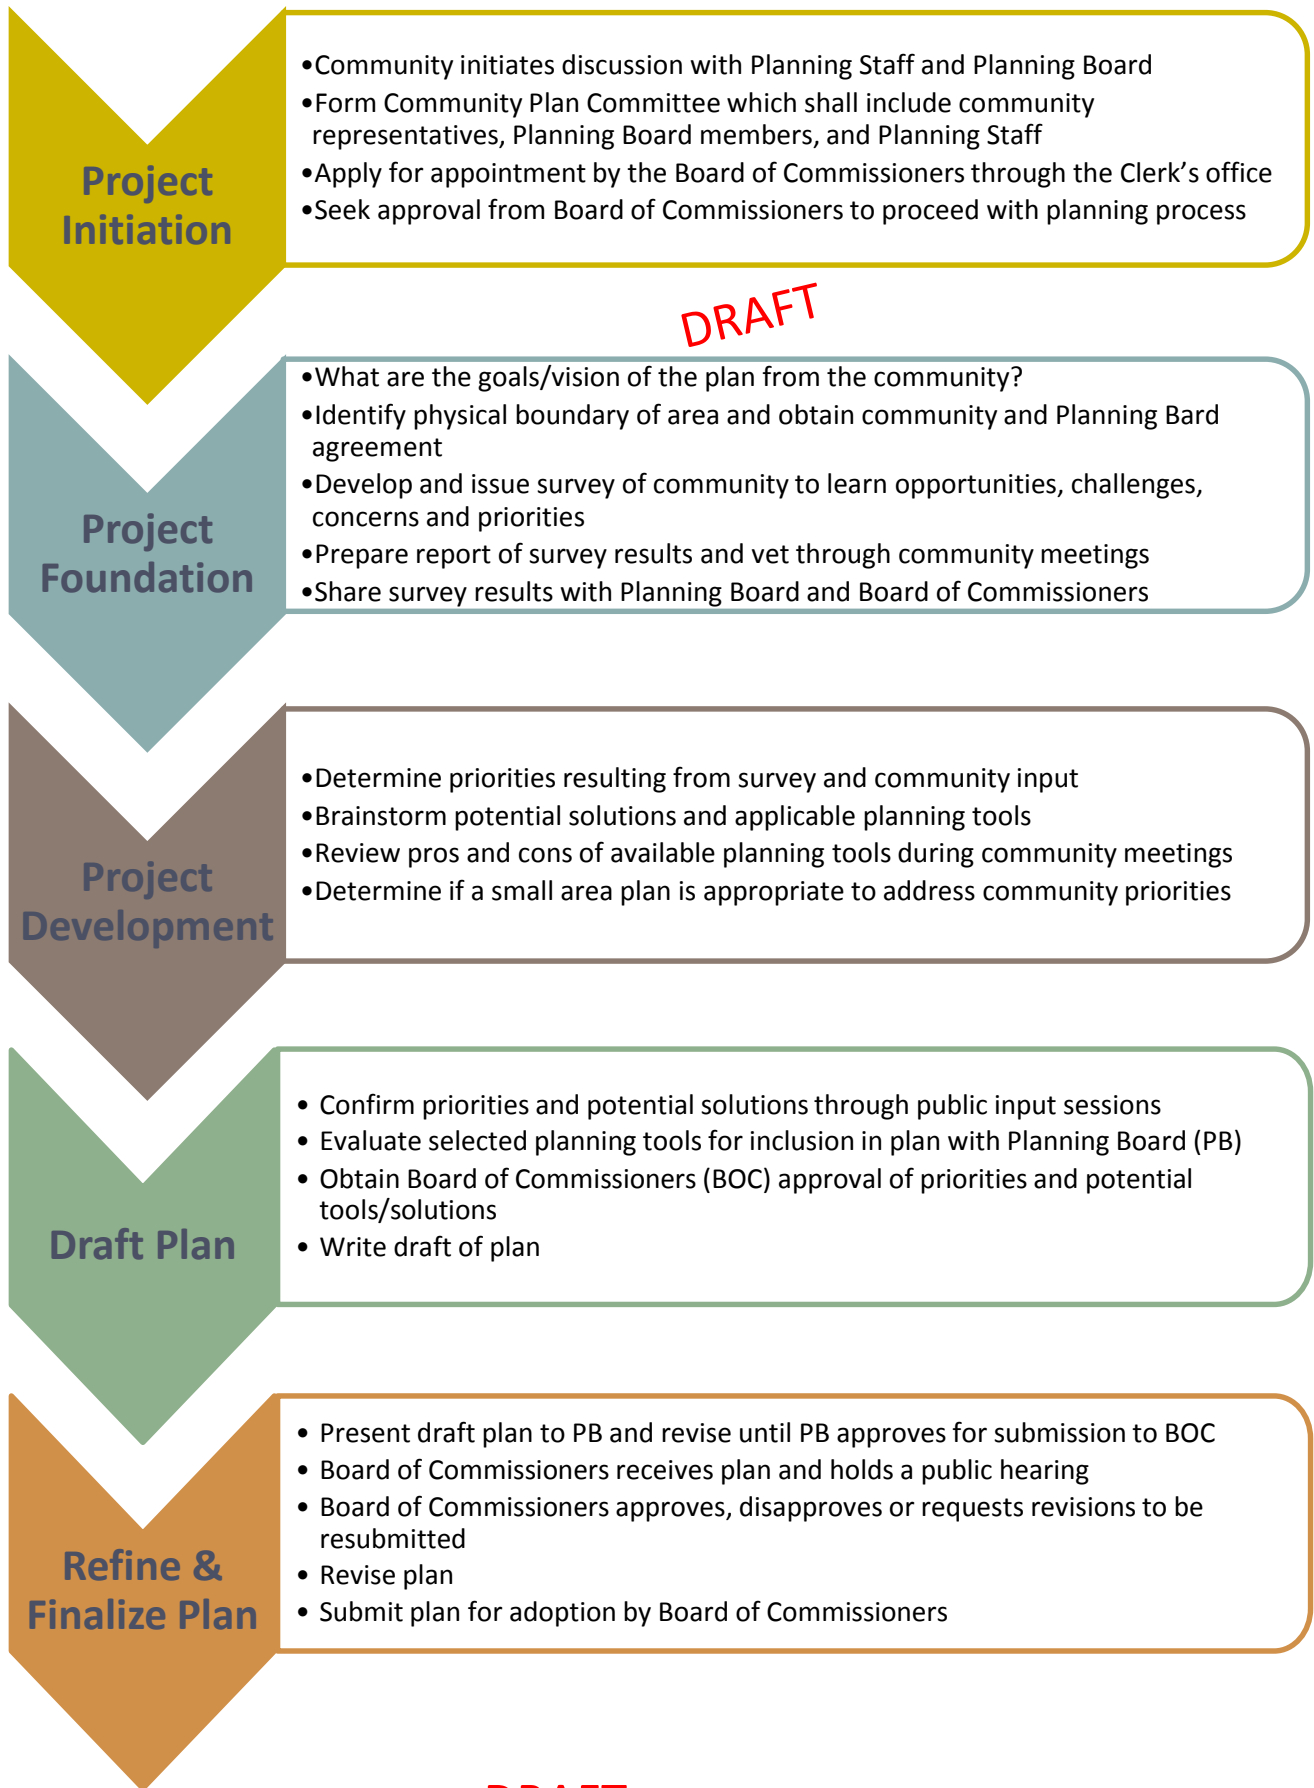 Project
Initiation
•Community initiates discussion with Planning Staff and Planning Board
•Form Community Plan Committee which shall include community
representatives, Planning Board members, and Planning Staff
•Apply for appointment by the Board of Commissioners through the Clerk’s office
•Seek approval from Board of Commissioners to proceed with planning process
DRAFT
Project
Foundation
•What are the goals/vision of the plan from the community?
•Identify physical boundary of area and obtain community and Planning Bard
agreement
•Develop and issue survey of community to learn opportunities, challenges,
concerns and priorities
•Prepare report of survey results and vet through community meetings
•Share survey results with Planning Board and Board of Commissioners
Project
Development
•Determine priorities resulting from survey and community input
•Brainstorm potential solutions and applicable planning tools
•Review pros and cons of available planning tools during community meetings
•Determine if a small area plan is appropriate to address community priorities
Draft Plan
• Confirm priorities and potential solutions through public input sessions
• Evaluate selected planning tools for inclusion in plan with Planning Board (PB)
• Obtain Board of Commissioners (BOC) approval of priorities and potential
tools/solutions
• Write draft of plan
Refine &
Finalize Plan
• Present draft plan to PB and revise until PB approves for submission to BOC
• Board of Commissioners receives plan and holds a public hearing
• Board of Commissioners approves, disapproves or requests revisions to be
resubmitted
• Revise plan
• Submit plan for adoption by Board of Commissioners
DRAFT